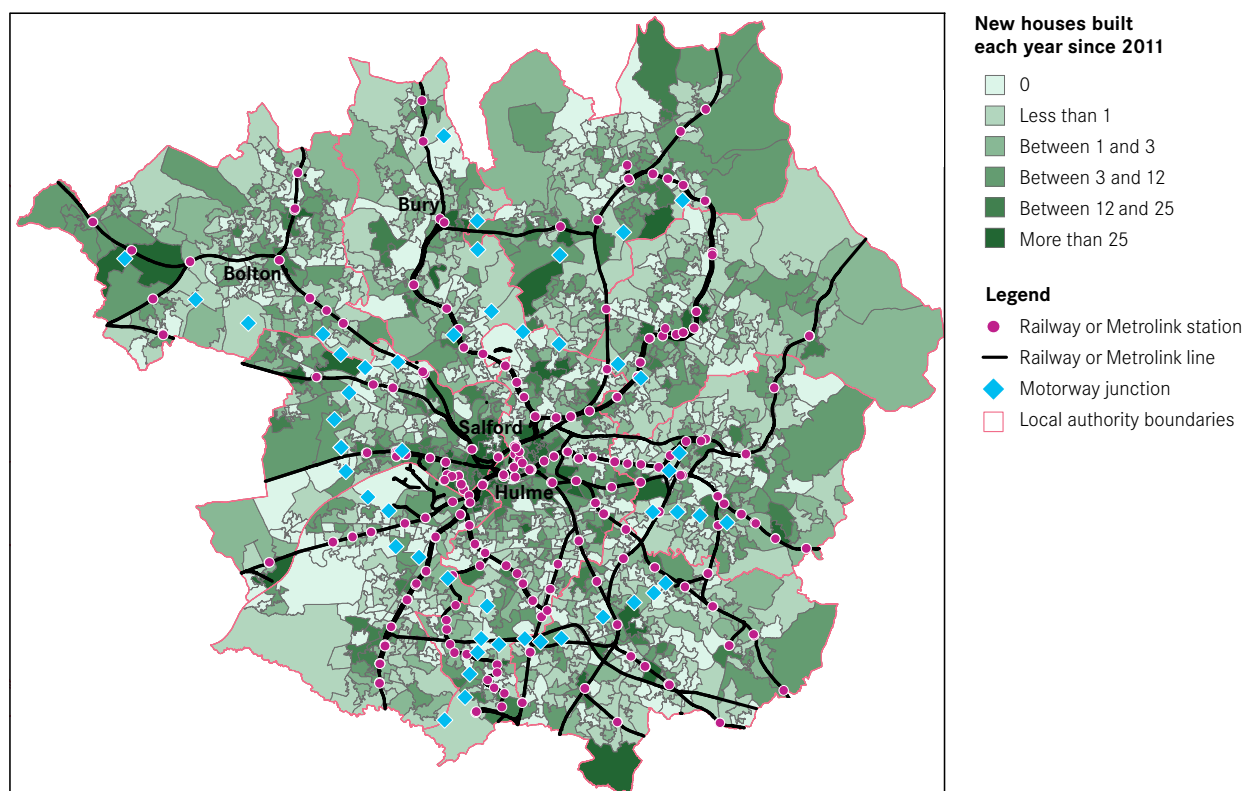 New houses built
each year since 2011
0
Less than 1
Between 1 and 3
Between 3 and 12
Between 12 and 25
More than 25
Legend
Railway or Metrolink station
Railway or Metrolink line
Motorway junction
Local authority boundaries
Bury
Bolton
Salford
Hulme